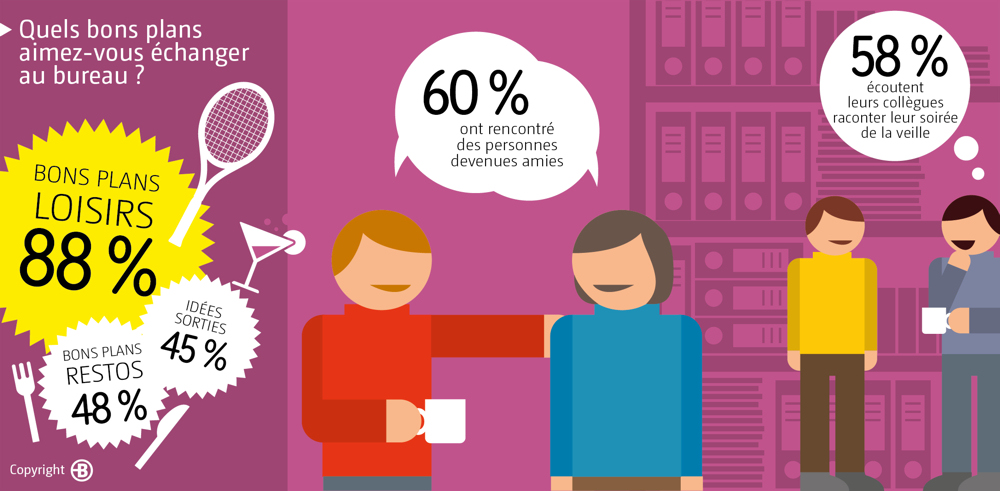 Quels bons plans
aimez-vous échanger
au bureau ?
BONS PLANS
LOISIRS
88 %
IDÉES
SORTIES
45 %
BONS PLANS
RESTOS
48 %
Copyright B
60 %
ont rencontré
des personnes
devenues amies
58 %
écoutent
leurs collègues
raconter leur soirée
de la veille